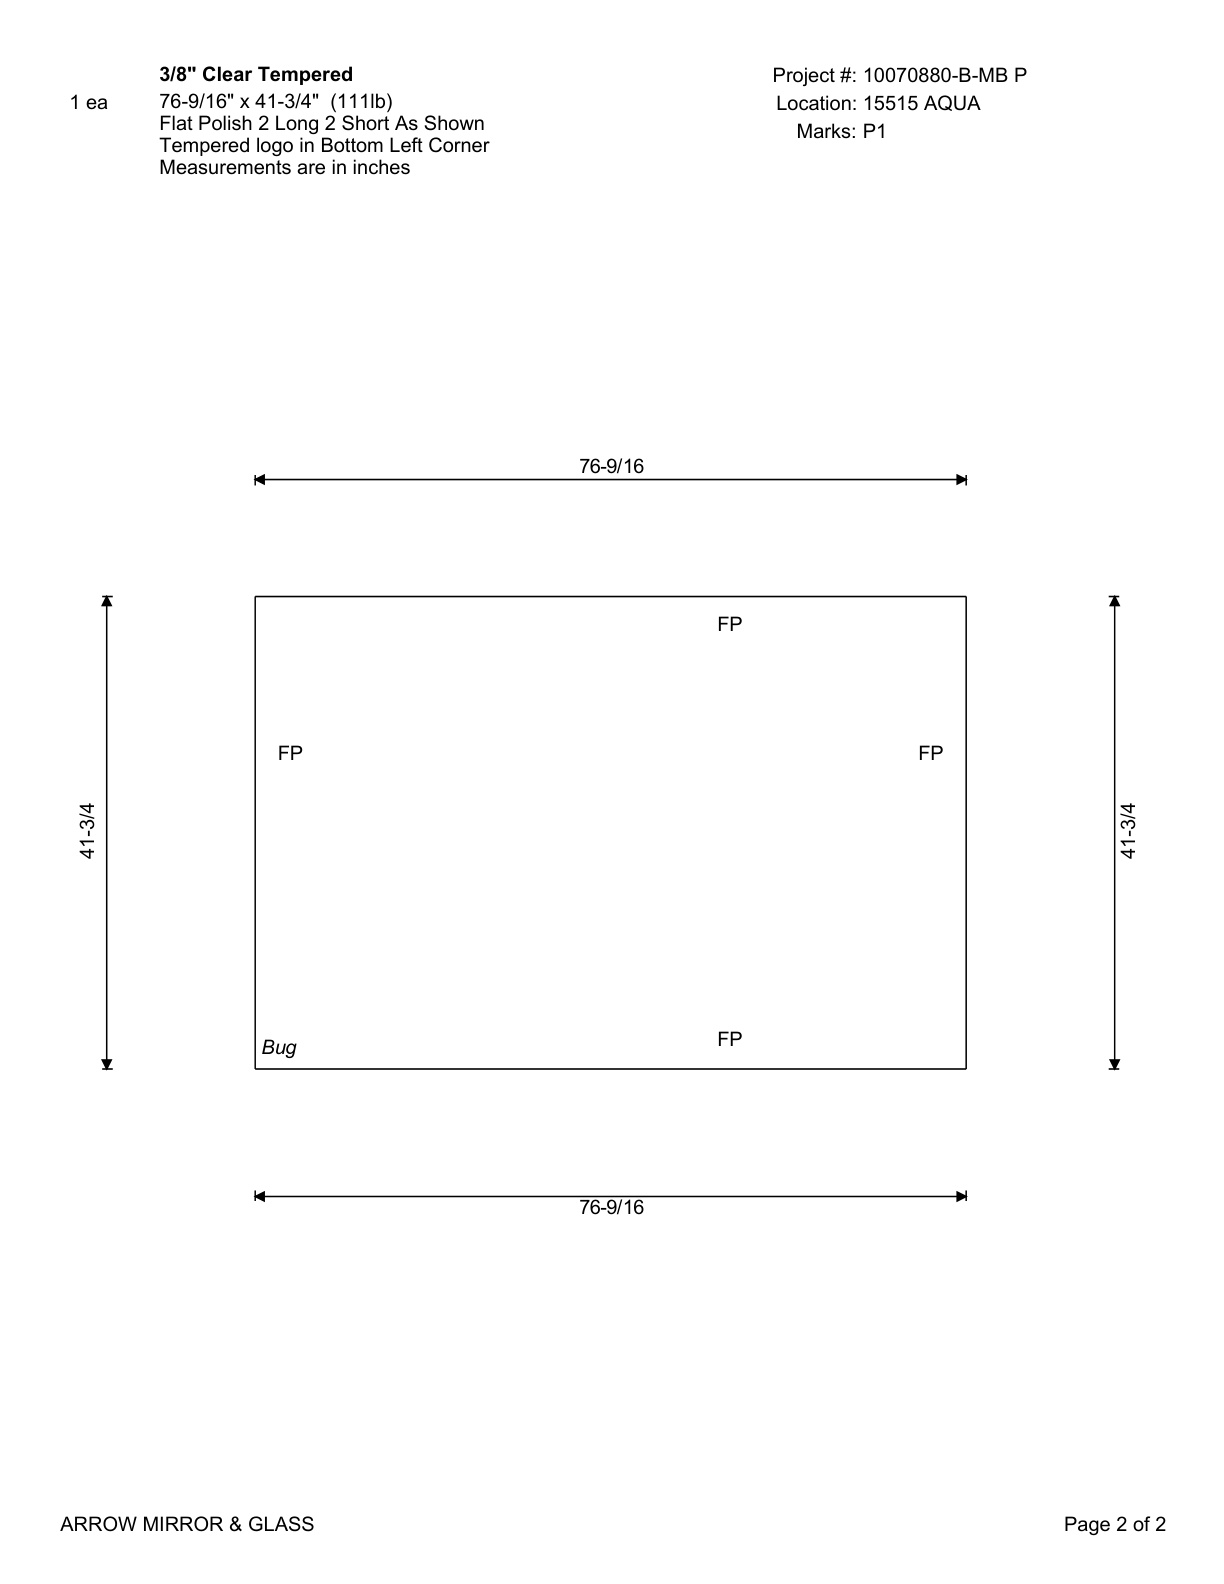 3/8" Clear Tempered
1 ea
76-9/16" x 41-3/4"  (111lb)
Flat Polish 2 Long 2 Short As Shown
Tempered logo in Bottom Left Corner
Measurements are in inches
Project #: 10070880-B-MB P
Location: 15515 AQUA
Marks: P1
76-9/16
FP
FP
FP
41-3/4
41-3/4
FP
Bug
76-9/16
ARROW MIRROR & GLASS
Page 2 of 2